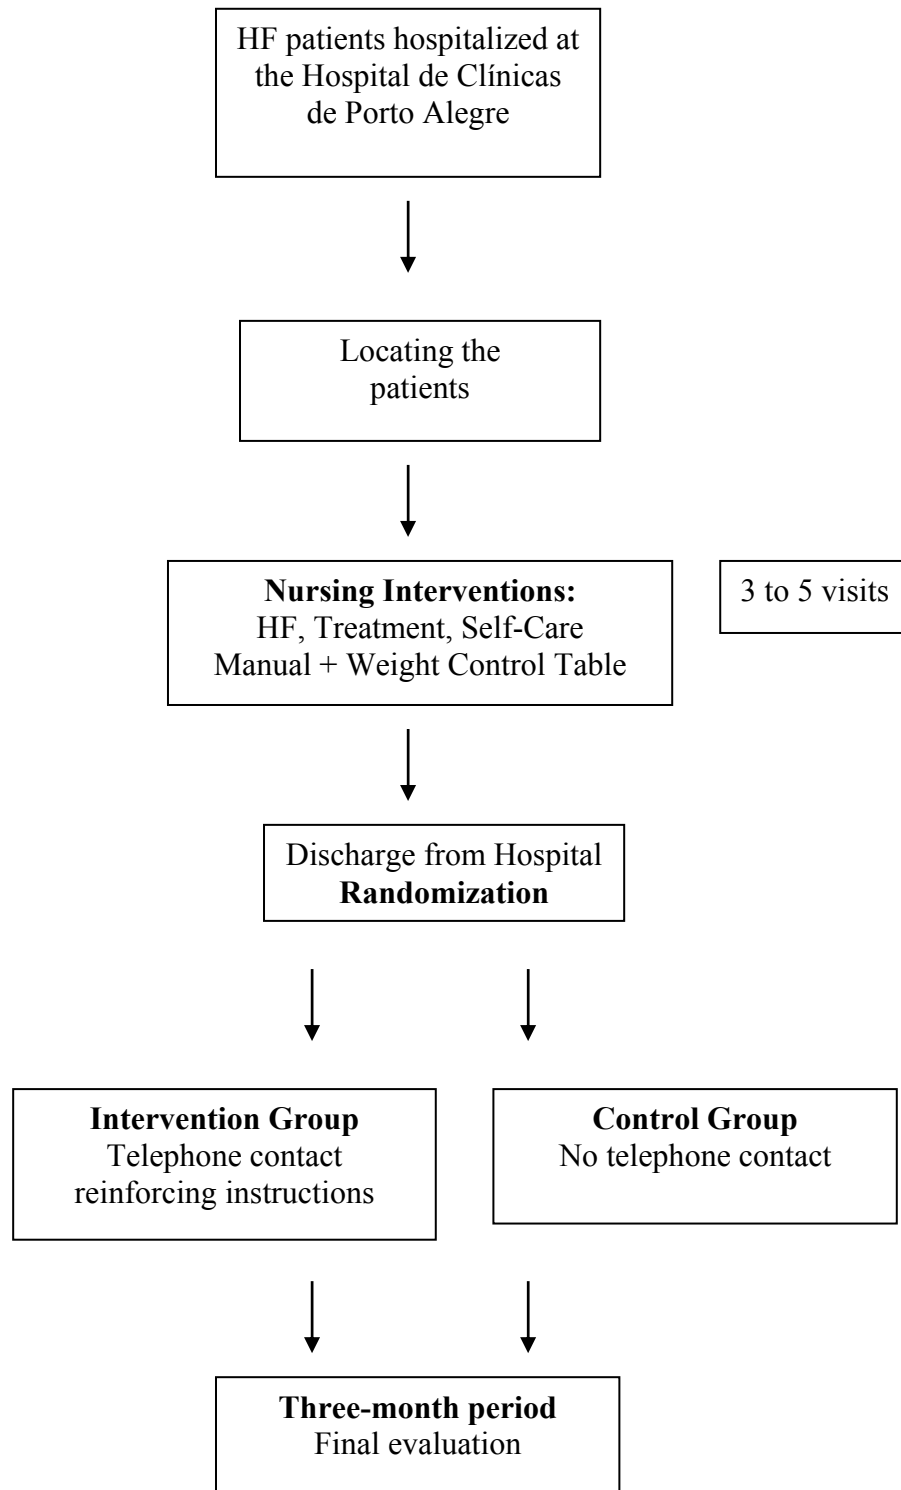 HF patients hospitalized at
the Hospital de Clínicas
de Porto Alegre
Locating the
patients
Nursing Interventions:
HF, Treatment, Self-Care
Manual + Weight Control Table
3 to 5 visits
Discharge from Hospital
Randomization
Intervention Group
Telephone contact
reinforcing instructions
Control Group
No telephone contact
Three-month period
Final evaluation